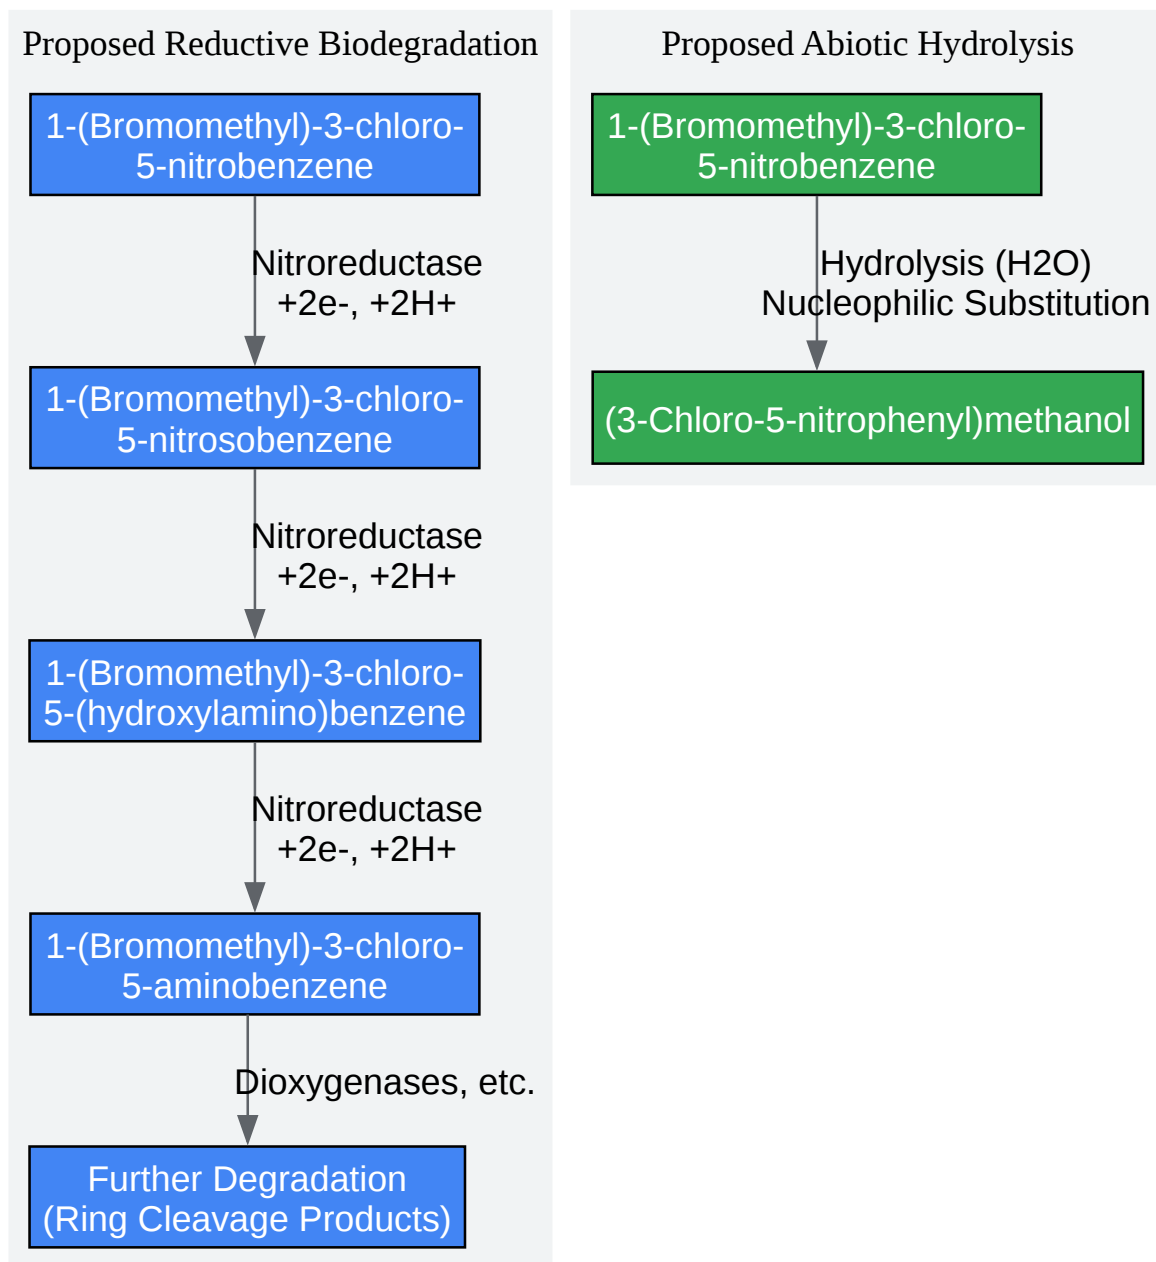 Proposed Reductive Biodegradation
1-(Bromomethyl)-3-chloro-
5-nitrobenzene
Nitroreductase
+2e-, +2H+
1-(Bromomethyl)-3-chloro-
5-nitrosobenzene
Nitroreductase
+2e-, +2H+
1-(Bromomethyl)-3-chloro-
5-(hydroxylamino)benzene
Nitroreductase
+2e-, +2H+
1-(Bromomethyl)-3-chloro-
5-aminobenzene
Dioxygenases, etc.
Further Degradation
(Ring Cleavage Products)
Proposed Abiotic Hydrolysis
1-(Bromomethyl)-3-chloro-
5-nitrobenzene
Hydrolysis (H2O)
Nucleophilic Substitution
(3-Chloro-5-nitrophenyl)methanol